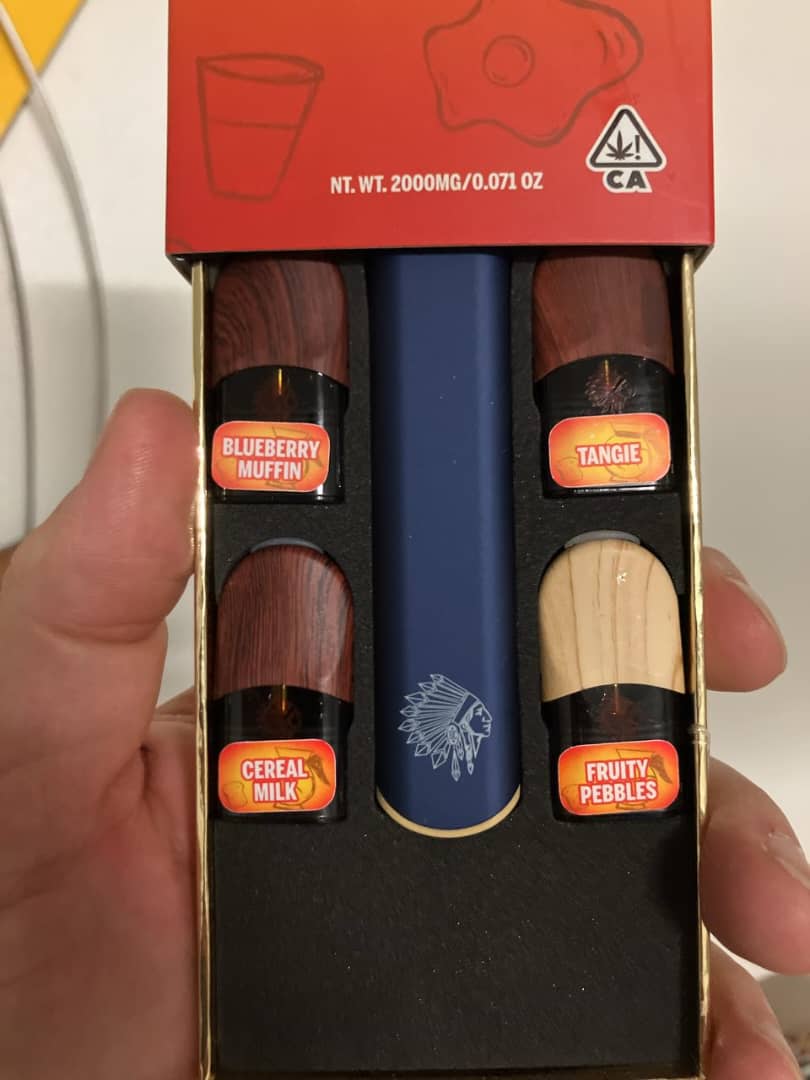 NT. WT. 2000MG/0.071 OZ
CA
BLUEBERRY
MUFFIN
TANGIE
CEREAL
MILK
FRUITY
PEBBLES